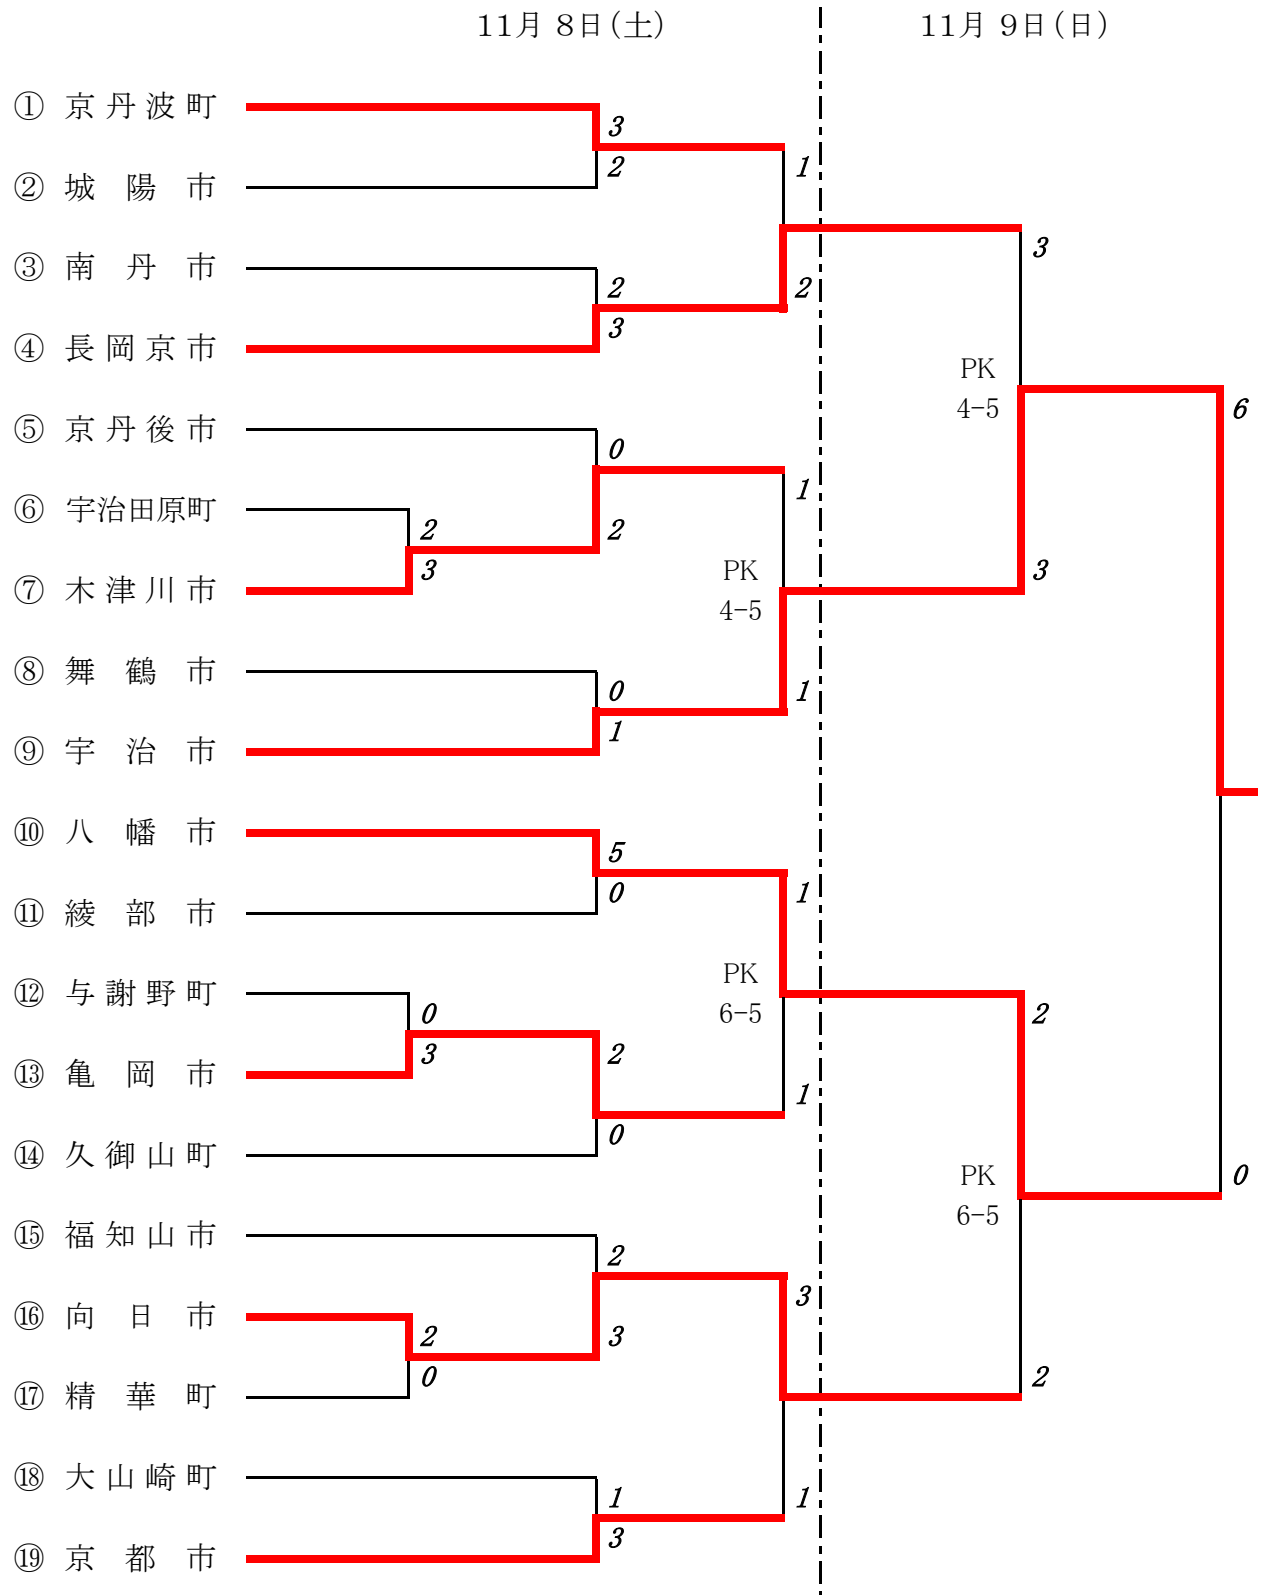 11月 8日(土)
11月 9日(日)
① 京丹波町
3
2
1
② 城陽市
3
③ 南丹市
2
3
2
④ 長岡京市
PK
4-5
6
⑤ 京丹後市
0
1
⑥ 宇治田原町
2
3
2
⑦ 木津川市
PK
4-5
3
⑧ 舞鶴市
0
1
1
⑨ 宇治市
⑩ 八幡市
5
0
1
⑪ 綾部市
PK
6-5
⑫ 与謝野町
0
3
2
2
⑬ 亀岡市
1
0
⑭ 久御山町
PK
6-5
0
⑮ 福知山市
2
3
⑯ 向日市
2
0
3
⑰ 精華町
2
⑱ 大山崎町
1
3
1
⑲ 京都市